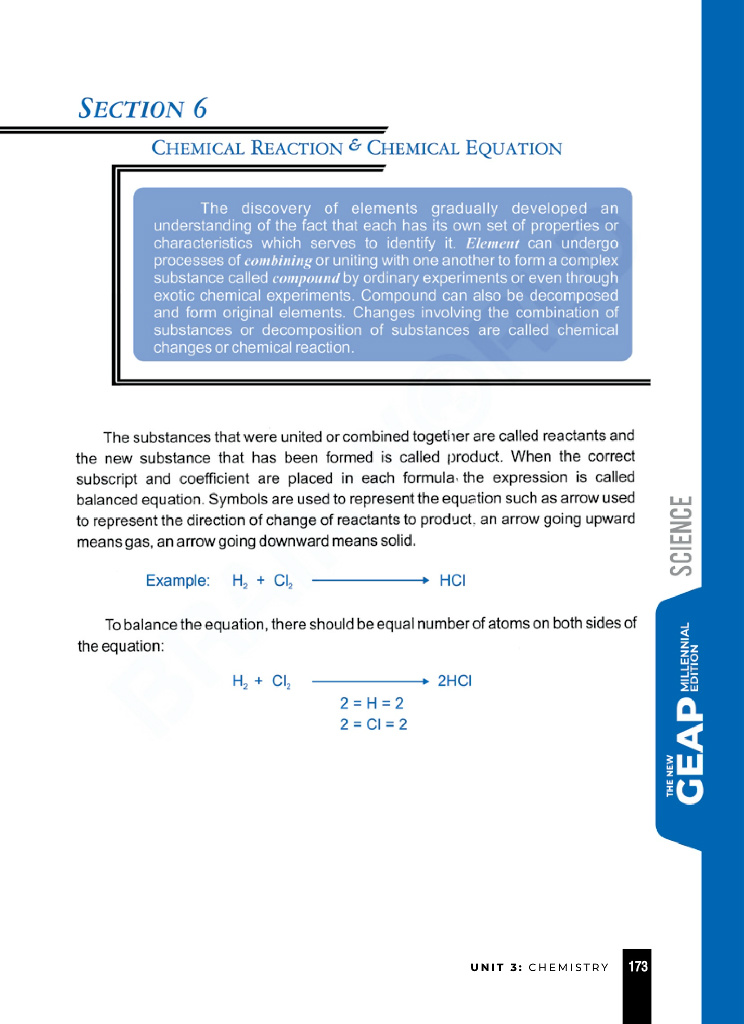 SECTION 6
CHEMICAL REACTION & CHEMICAL EQUATION
The discovery of elements gradually developed an
understanding of the fact that each has its own set of properties or
characteristics which serves to identify it. Element can undergo
processes of combining or uniting with one another to form a complex
substance called compound by ordinary experiments or even through
exotic chemical experiments. Compound can also be decomposed
and form original elements. Changes involving the combination of
substances or decomposition of substances are called chemical
changes or chemical reaction.
The substances that were united or combined together are called reactants and
the new substance that has been formed is called product. When the correct
subscript and coefficient are placed in each formula, the expression is called
balanced equation. Symbols are used to represent the equation such as arrow used
to represent the direction of change of reactants to product, an arrow going upward
means gas, an arrow going downward means solid.
Example: H₂ + Cl₂ ⟶ HCl
To balance the equation, there should be equal number of atoms on both sides of
the equation:
H₂ + Cl₂ ⟶ 2HCl
2 = H = 2
2 = Cl = 2
SCIENCE
THE NEW
GEAP
MILLENNIAL
EDITION
UNIT 3: CHEMISTRY 173